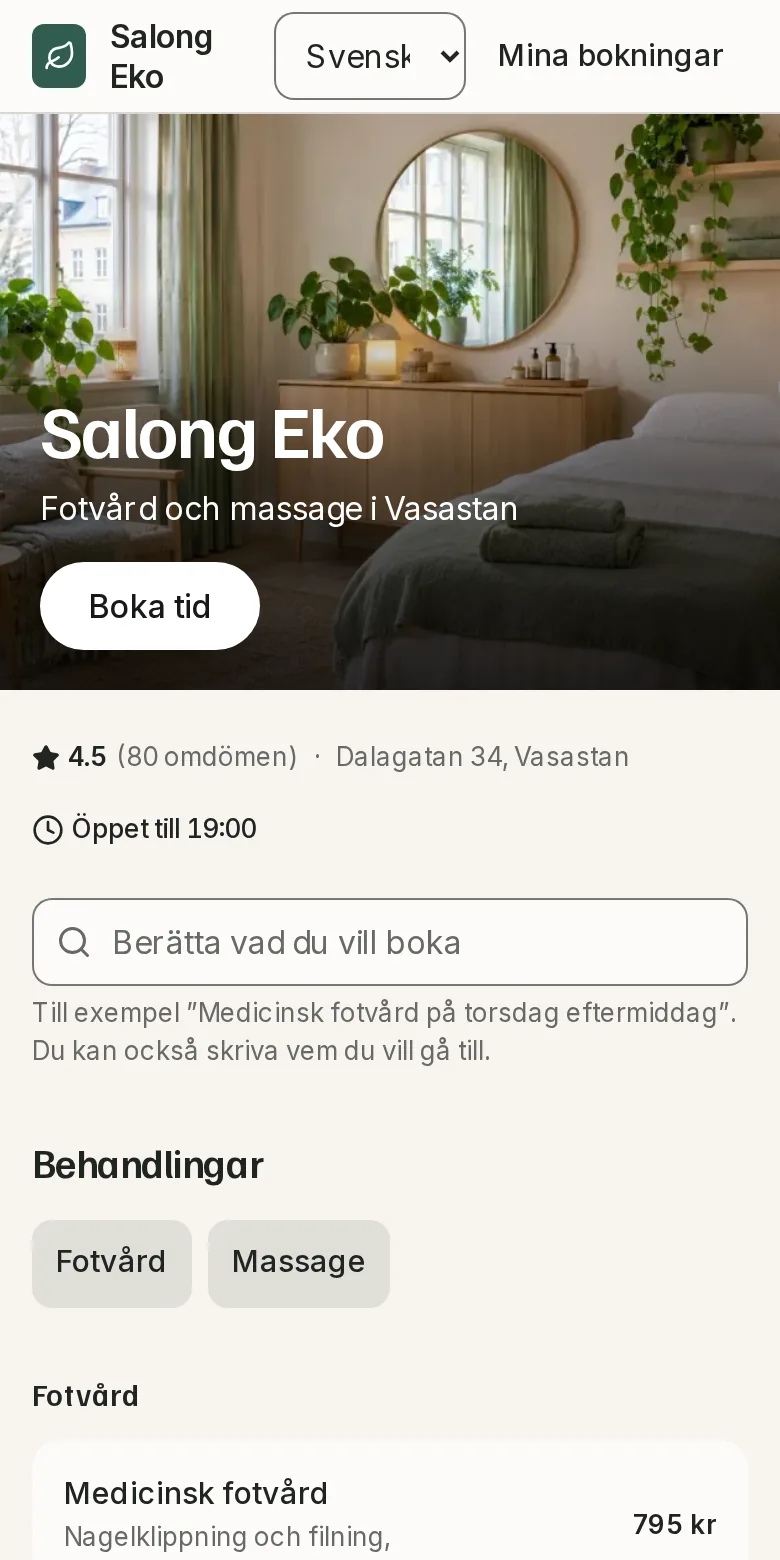 Salong
Eko
Svensk
Mina bokningar
Salong Eko
Fotvård och massage i Vasastan
Boka tid
4.5 (80 omdömen) · Dalagatan 34, Vasastan
Öppet till 19:00
Berätta vad du vill boka
Till exempel ”Medicinsk fotvård på torsdag eftermiddag”.
Du kan också skriva vem du vill gå till.
Behandlingar
Fotvård
Massage
Fotvård
Medicinsk fotvård
795 kr
Nagelklippning och filning,